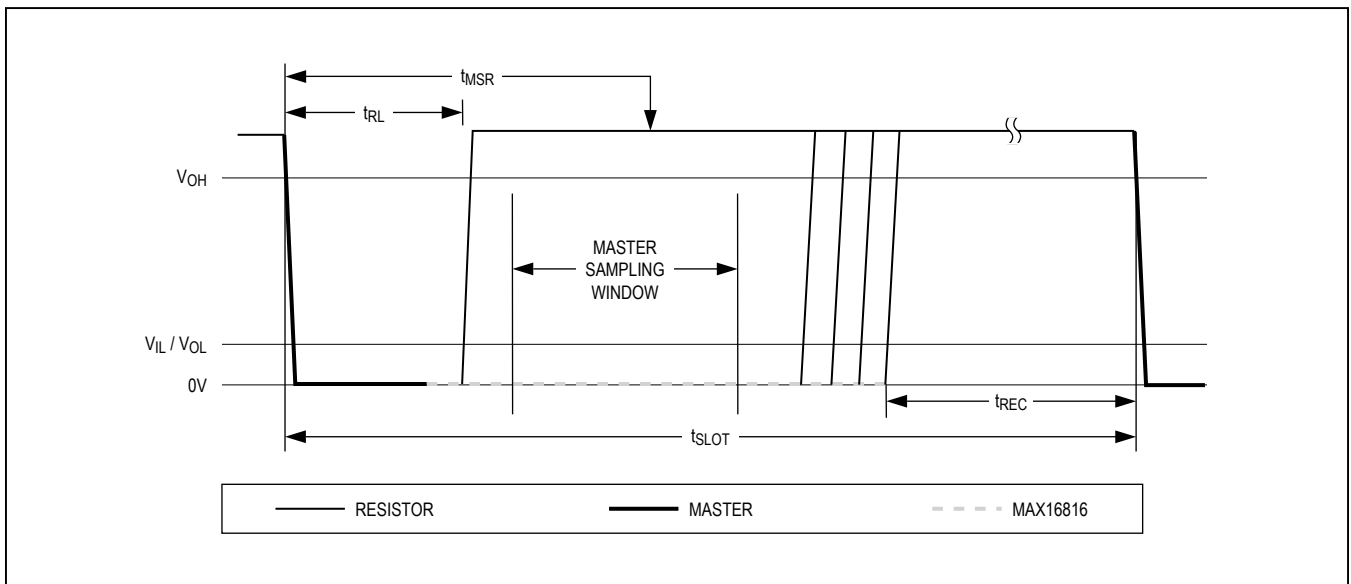 tMSR
tRL
VOH
MASTER
SAMPLING
WINDOW
VIL / VOL
0V
tREC
tSLOT
RESISTOR
MASTER
MAX16816